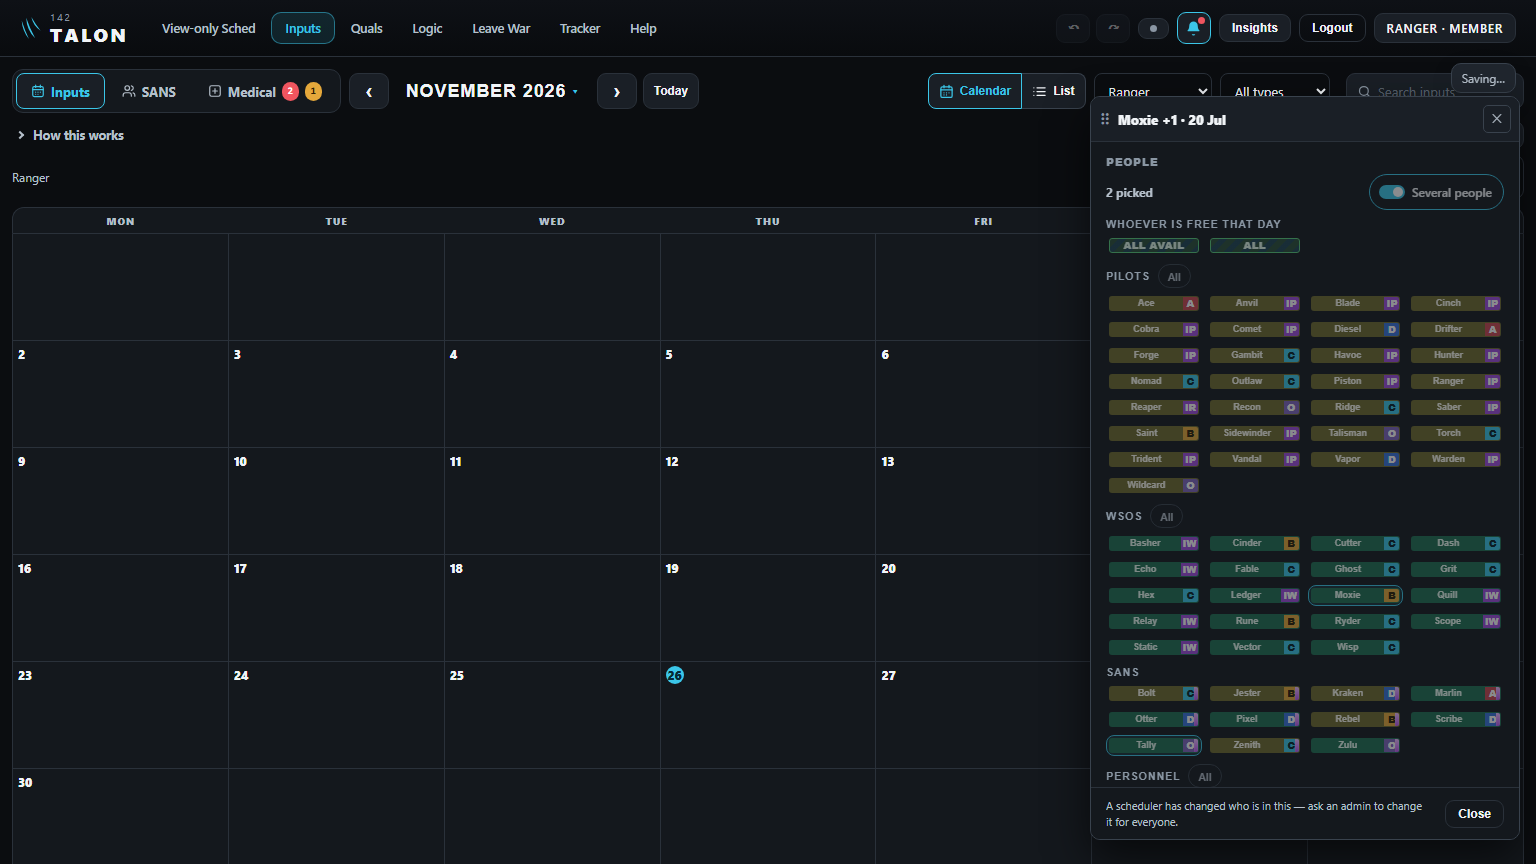 142
TALON
View-only Sched
Inputs
Quals
Logic
Leave War
Tracker
Help
Insights
Logout
RANGER · MEMBER
Inputs
SANS
Medical 2 1
NOVEMBER 2026
Today
Calendar
List
Ranger
All types
Search inputs
Saving...
How this works
Ranger
MON TUE WED THU FRI
2 3 4 5 6
9 10 11 12 13
16 17 18 19 20
23 24 25 26 27
30
Moxie +1 · 20 Jul
PEOPLE
2 picked
Several people
WHOEVER IS FREE THAT DAY
ALL AVAIL ALL
PILOTS All
Ace A Anvil IP Blade IP Cinch IP
Cobra IP Comet IP Diesel D Drifter A
Forge IP Gambit C Havoc IP Hunter IP
Nomad C Outlaw C Piston IP Ranger IP
Reaper IR Recon O Ridge C Saber IP
Saint B Sidewinder IP Talisman O Torch C
Trident IP Vandal IP Vapor D Warden IP
Wildcard O
WSOS All
Basher IW Cinder B Cutter C Dash C
Echo IW Fable C Ghost C Grit C
Hex C Ledger IW Moxie B Quill IW
Relay IW Rune B Ryder C Scope IW
Static IW Vector C Wisp C
SANS
Bolt C Jester B Kraken D Marlin A
Otter D Pixel D Rebel B Scribe D
Tally O Zenith C Zulu O
PERSONNEL All
A scheduler has changed who is in this — ask an admin to change
it for everyone.
Close